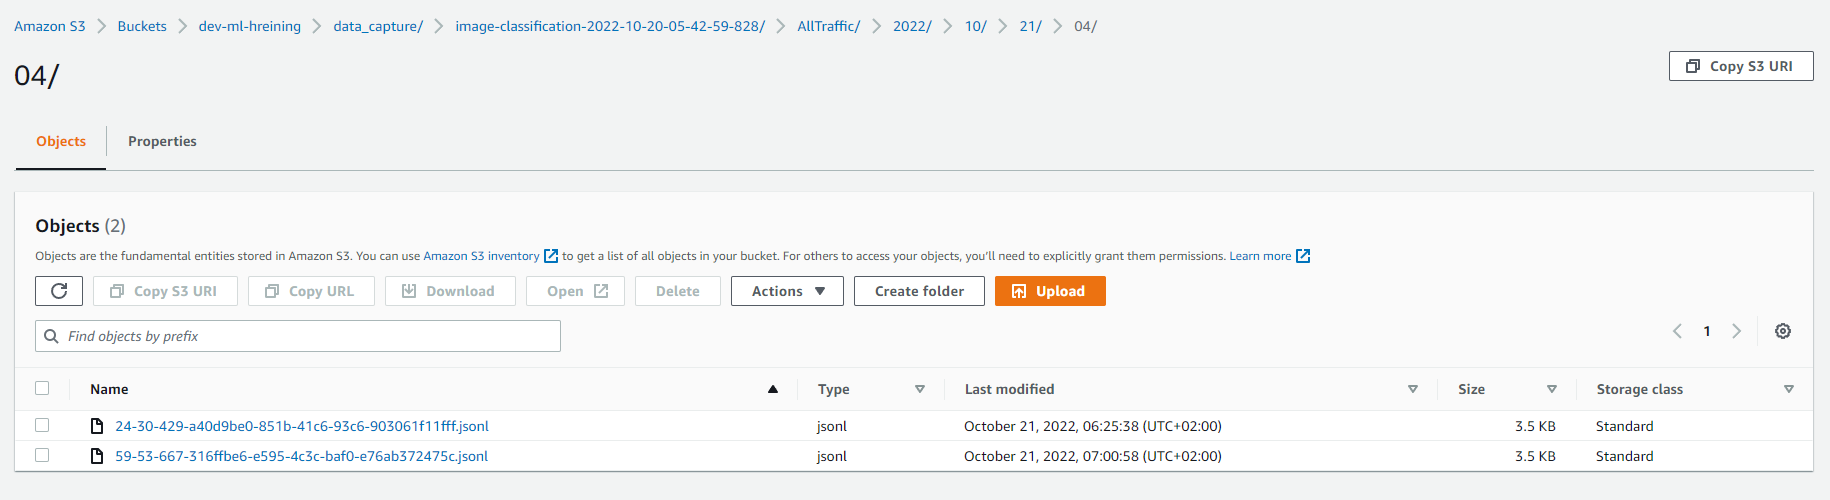 Amazon S3 > Buckets > dev-ml-hreining > data_capture/ > image-classification-2022-10-20-05-42-59-828/ > AllTraffic/ > 2022/ > 10/ > 21/ > 04/
04/
Copy S3 URI
Objects Properties
Objects (2)
Objects are the fundamental entities stored in Amazon S3. You can use Amazon S3 inventory to get a list of all objects in your bucket. For others to access your objects, you'll need to explicitly grant them permissions. Learn more
Copy S3 URI Copy URL Download Open Delete Actions Create folder Upload
Find objects by prefix
1
Name Type Last modified Size Storage class
24-30-429-a40d9be0-851b-41c6-93c6-903061f11fff.jsonl jsonl October 21, 2022, 06:25:38 (UTC+02:00) 3.5 KB Standard
59-53-667-316ffbe6-e595-4c3c-baf0-e76ab372475c.jsonl jsonl October 21, 2022, 07:00:58 (UTC+02:00) 3.5 KB Standard